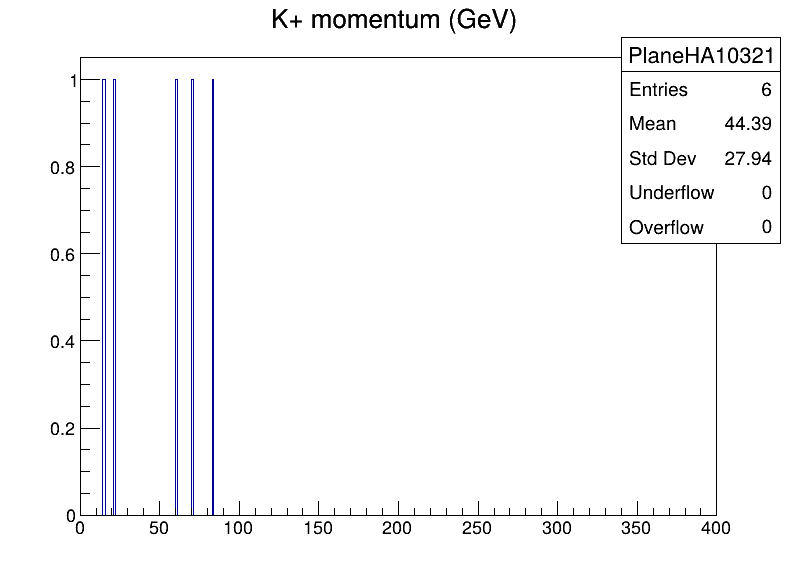 K+ momentum (GeV)
PlaneHA10321
Entries 6
Mean 44.39
Std Dev 27.94
Underflow 0
Overflow 0
1
0.8
0.6
0.4
0.2
0
0 50 100 150 200 250 300 350 400